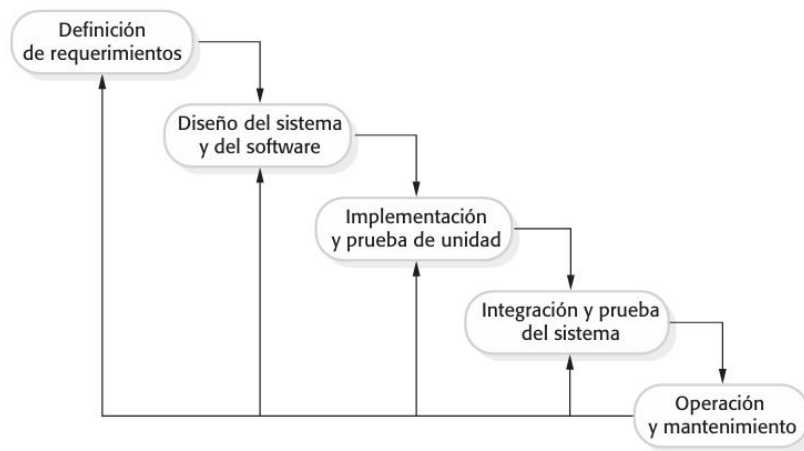 Definición
de requerimientos
Diseño del sistema
y del software
Implementación
y prueba de unidad
Integración y prueba
del sistema
Operación
y mantenimiento